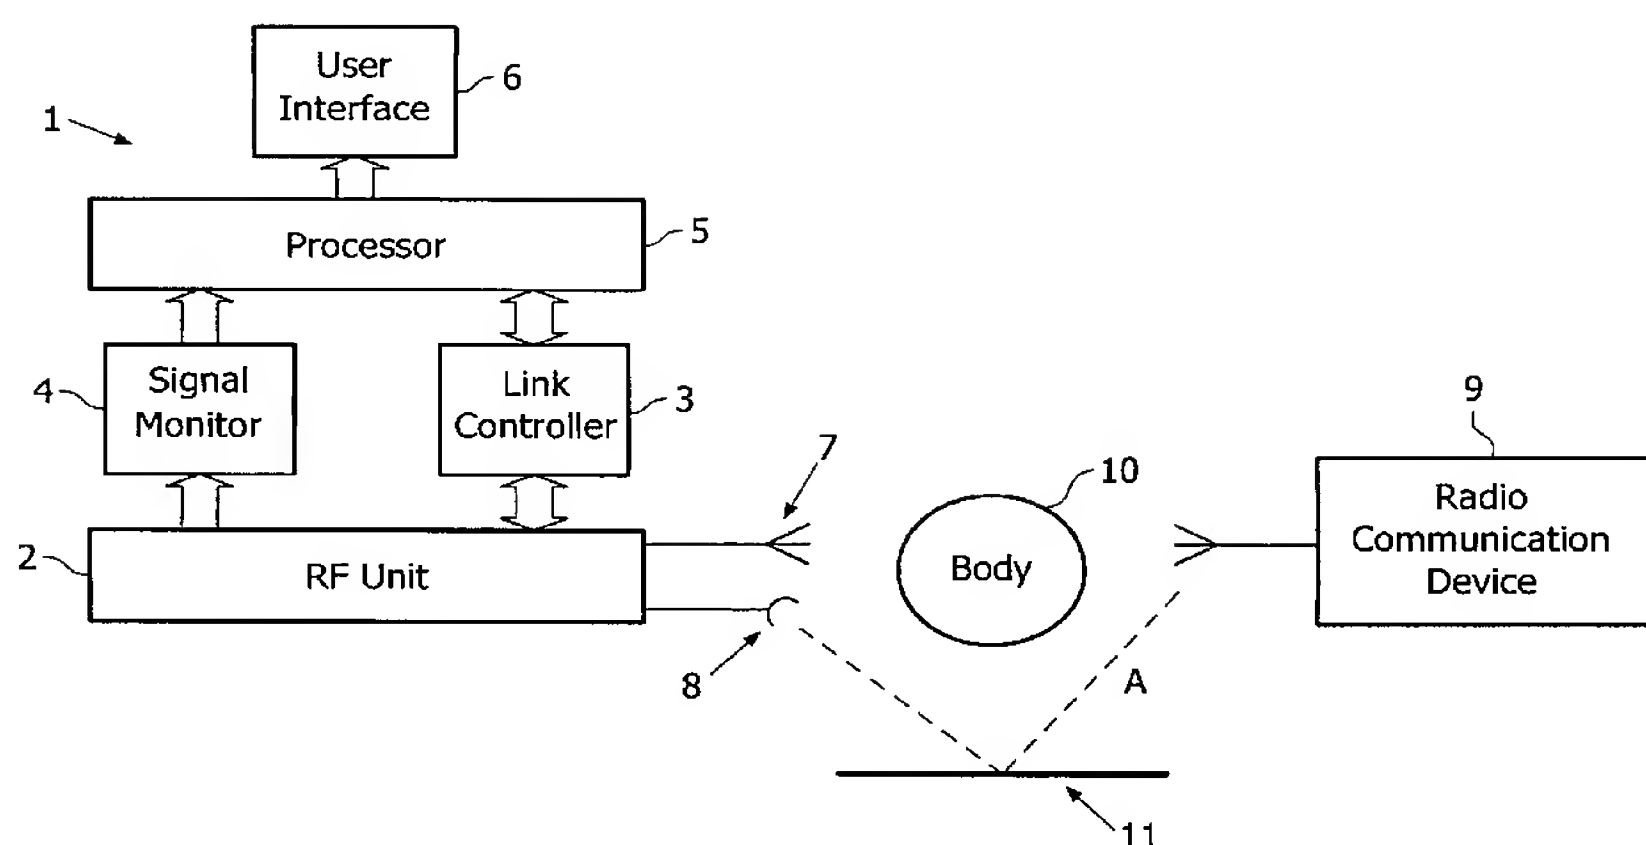 User
Interface
6
1
Processor
5
Signal
Monitor
4
Link
Controller
3
RF Unit
2
7
8
Body
10
A
11
9
Radio
Communication
Device